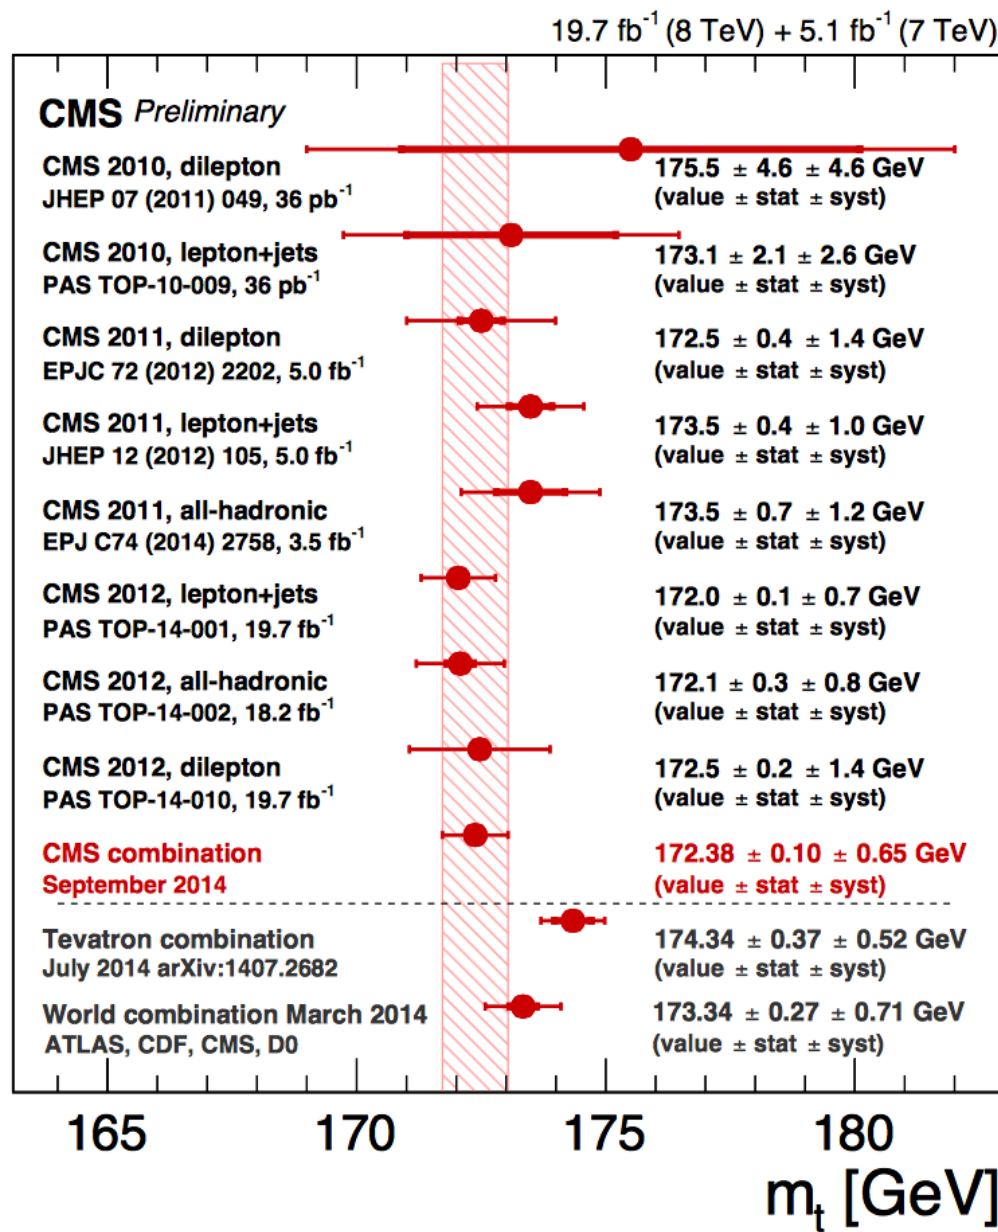 19.7 fb⁻¹ (8 TeV) + 5.1 fb⁻¹ (7 TeV)
CMS Preliminary
CMS 2010, dilepton 175.5 ± 4.6 ± 4.6 GeV
JHEP 07 (2011) 049, 36 pb⁻¹ (value ± stat ± syst)
CMS 2010, lepton+jets 173.1 ± 2.1 ± 2.6 GeV
PAS TOP-10-009, 36 pb⁻¹ (value ± stat ± syst)
CMS 2011, dilepton 172.5 ± 0.4 ± 1.4 GeV
EPJC 72 (2012) 2202, 5.0 fb⁻¹ (value ± stat ± syst)
CMS 2011, lepton+jets 173.5 ± 0.4 ± 1.0 GeV
JHEP 12 (2012) 105, 5.0 fb⁻¹ (value ± stat ± syst)
CMS 2011, all-hadronic 173.5 ± 0.7 ± 1.2 GeV
EPJ C74 (2014) 2758, 3.5 fb⁻¹ (value ± stat ± syst)
CMS 2012, lepton+jets 172.0 ± 0.1 ± 0.7 GeV
PAS TOP-14-001, 19.7 fb⁻¹ (value ± stat ± syst)
CMS 2012, all-hadronic 172.1 ± 0.3 ± 0.8 GeV
PAS TOP-14-002, 18.2 fb⁻¹ (value ± stat ± syst)
CMS 2012, dilepton 172.5 ± 0.2 ± 1.4 GeV
PAS TOP-14-010, 19.7 fb⁻¹ (value ± stat ± syst)
CMS combination 172.38 ± 0.10 ± 0.65 GeV
September 2014 (value ± stat ± syst)
Tevatron combination 174.34 ± 0.37 ± 0.52 GeV
July 2014 arXiv:1407.2682 (value ± stat ± syst)
World combination March 2014 173.34 ± 0.27 ± 0.71 GeV
ATLAS, CDF, CMS, D0 (value ± stat ± syst)
165 170 175 180
mₜ [GeV]